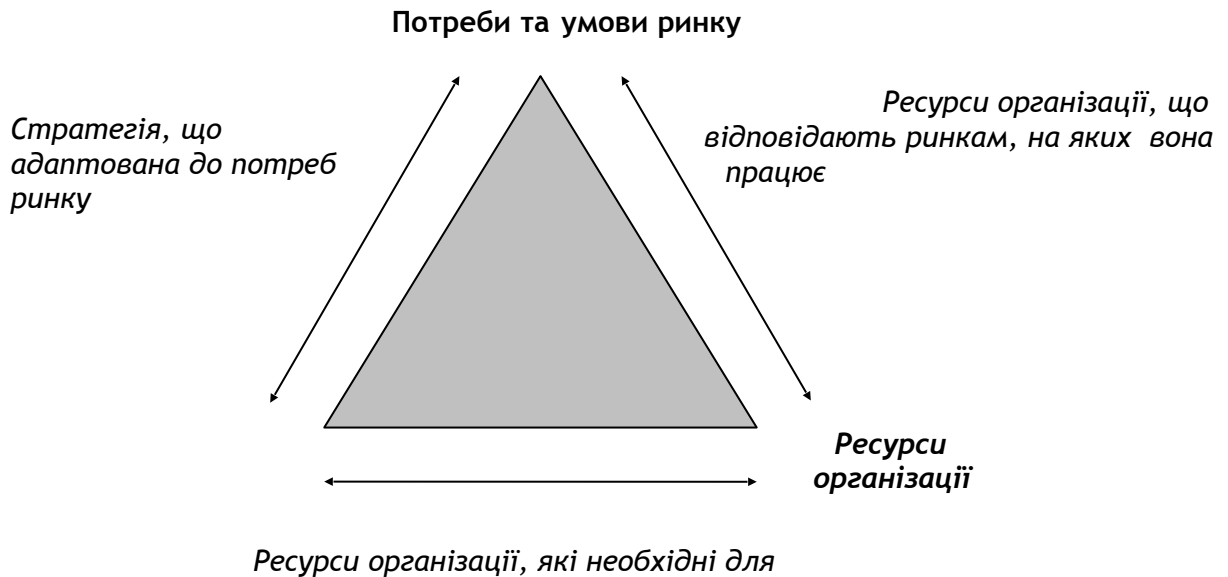 Потреби та умови ринку
Стратегія, що
адаптована до потреб
ринку
Ресурси організації, що
відповідають ринкам, на яких вона
працює
Ресурси
організації
Ресурси організації, які необхідні для